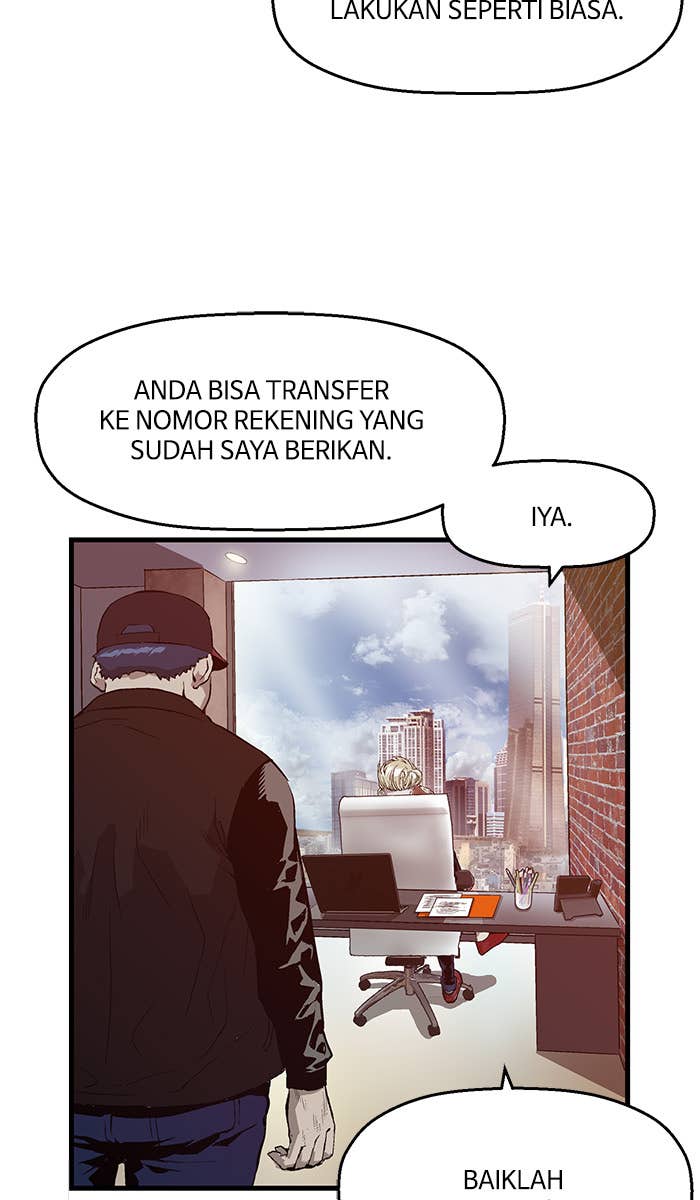 LAKUKAN SEPERTI BIASA.
ANDA BISA TRANSFER
KE NOMOR REKENING YANG
SUDAH SAYA BERIKAN.
IYA.
BAIKLAH